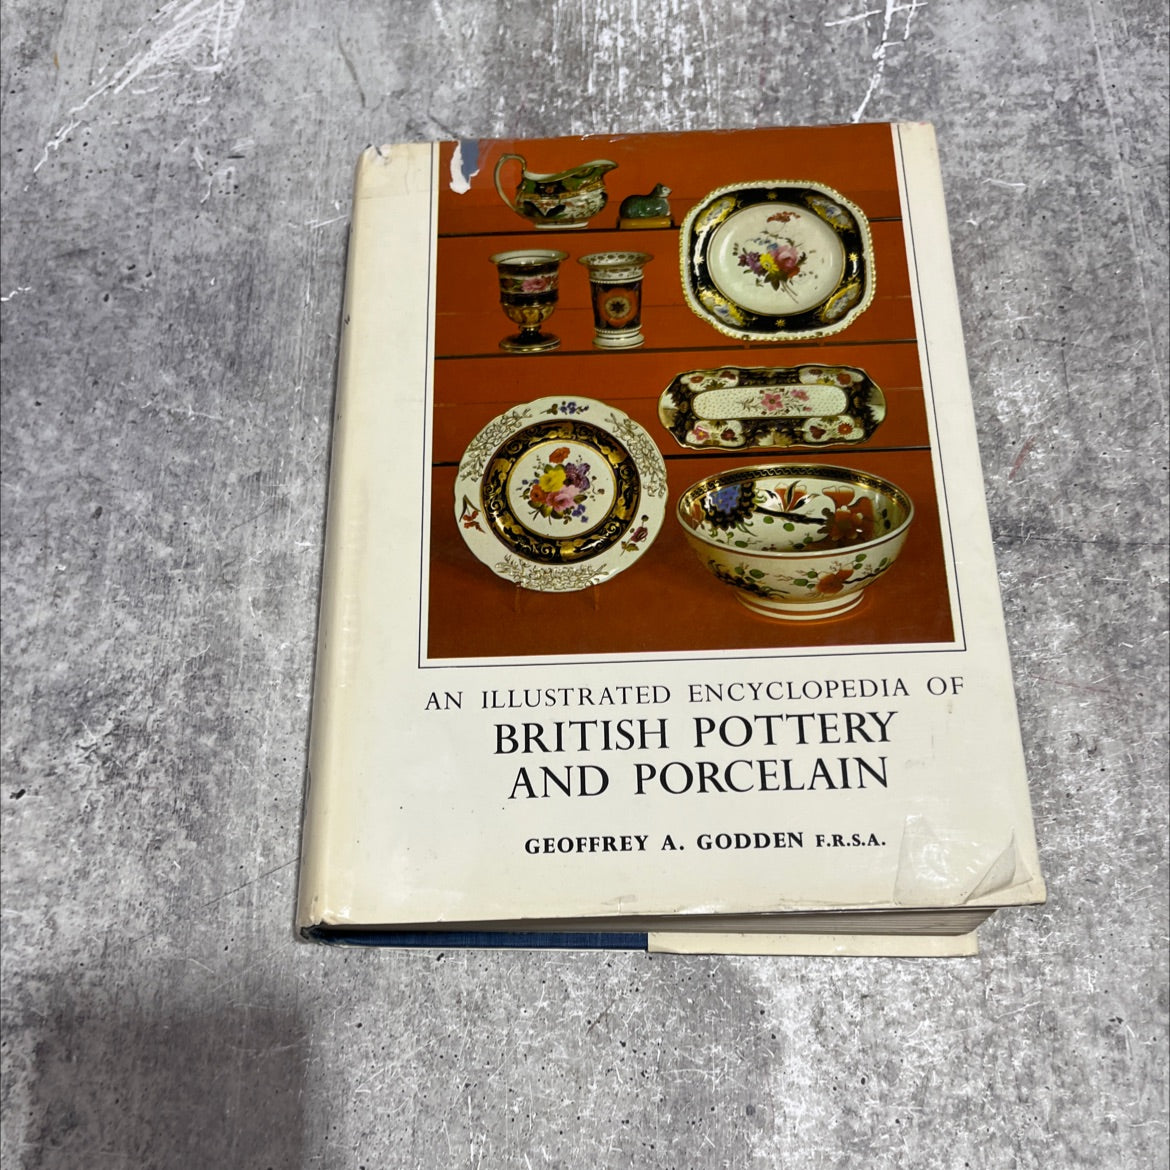 AN ILLUSTRATED ENCYCLOPEDIA OF
BRITISH POTTERY
AND PORCELAIN
GEOFFREY A. GODDEN F.R.S.A.